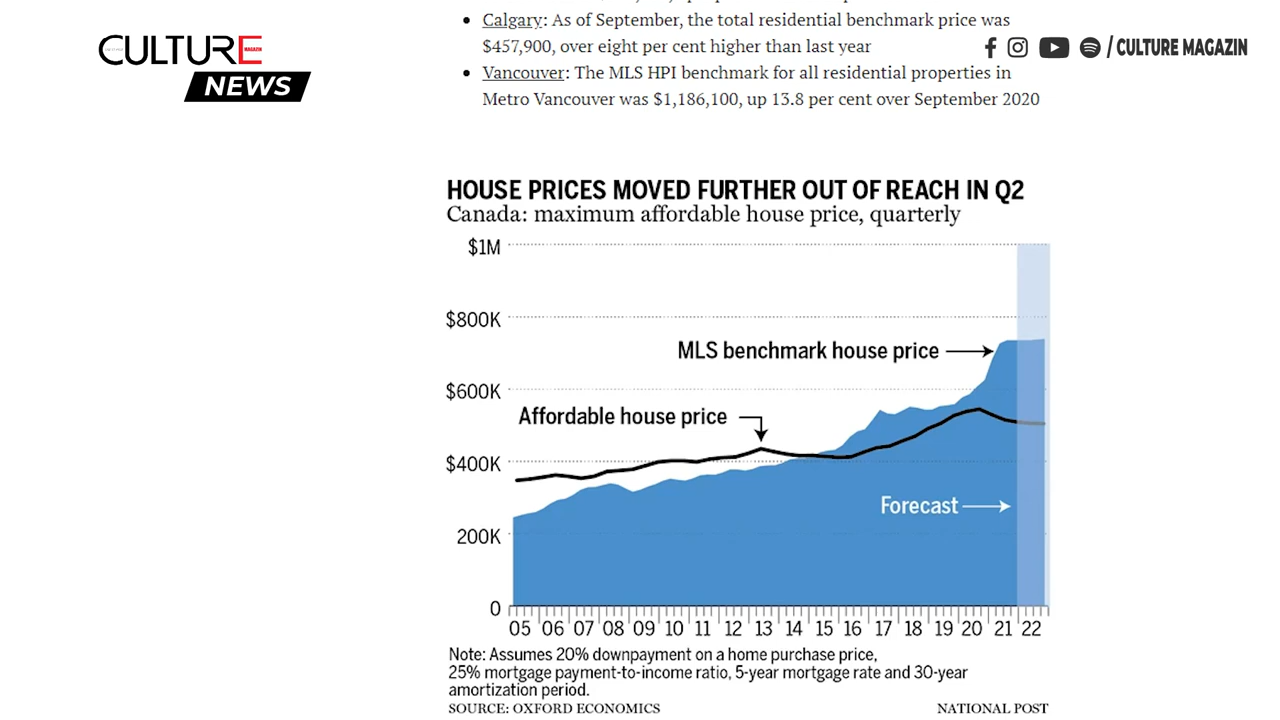 Calgary: As of September, the total residential benchmark price was
$457,900, over eight per cent higher than last year
Vancouver: The MLS HPI benchmark for all residential properties in
Metro Vancouver was $1,186,100, up 13.8 per cent over September 2020
CULTURE
MAGAZIN
NEWS
/ CULTURE MAGAZIN
HOUSE PRICES MOVED FURTHER OUT OF REACH IN Q2
Canada: maximum affordable house price, quarterly
$1M
$800K
MLS benchmark house price
$600K
Affordable house price
$400K
Forecast
200K
0
05 06 07 08 09 10 11 12 13 14 15 16 17 18 19 20 21 22
Note: Assumes 20% downpayment on a home purchase price,
25% mortgage payment-to-income ratio, 5-year mortgage rate and 30-year
amortization period.
SOURCE: OXFORD ECONOMICS NATIONAL POST